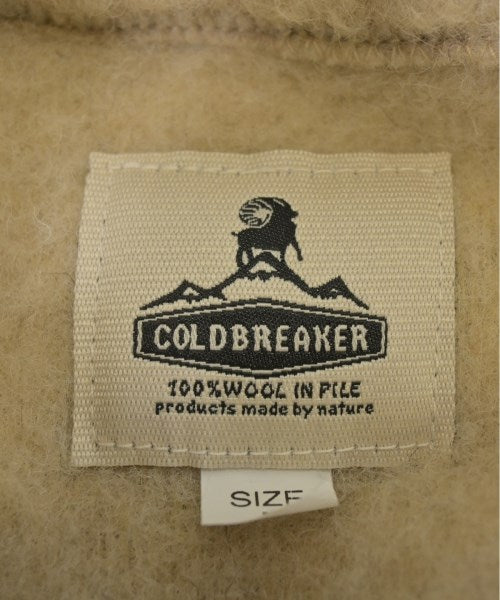 COLDBREAKER
100% WOOL IN PILE
products made by nature
SIZE